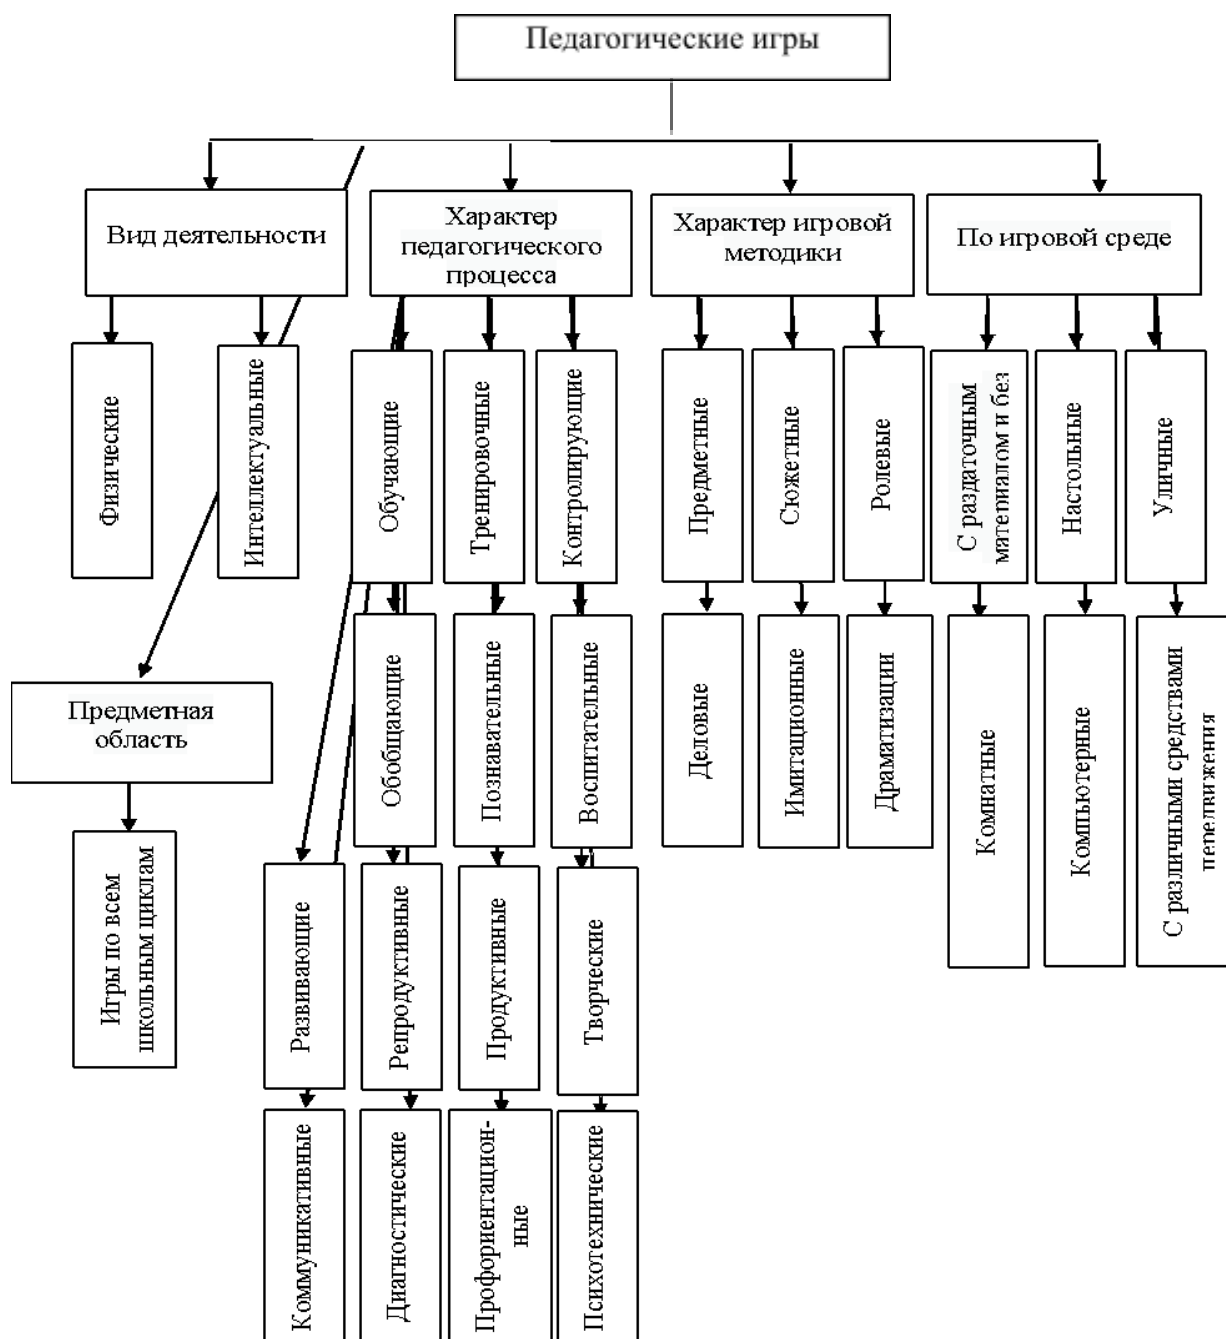 Педагогические игры
Вид деятельности
Характер
педагогического
процесса
Характер игровой
методики
По игровой среде
Физические
Интеллектуальные
Обучающие
Тренировочные
Контролирующие
Предметные
Сюжетные
Ролевые
С раздаточным
материалом и без
Настольные
Уличные
Предметная
область
Обобщающие
Познавательные
Воспитательные
Деловые
Имитационные
Драматизации
Комнатные
Компьютерные
С различными средствами
передвижения
Игры по всем
школьным циклам
Развивающие
Репродуктивные
Продуктивные
Творческие
Коммуникативные
Диагностические
Профориентацион-
ные
Психотехнические